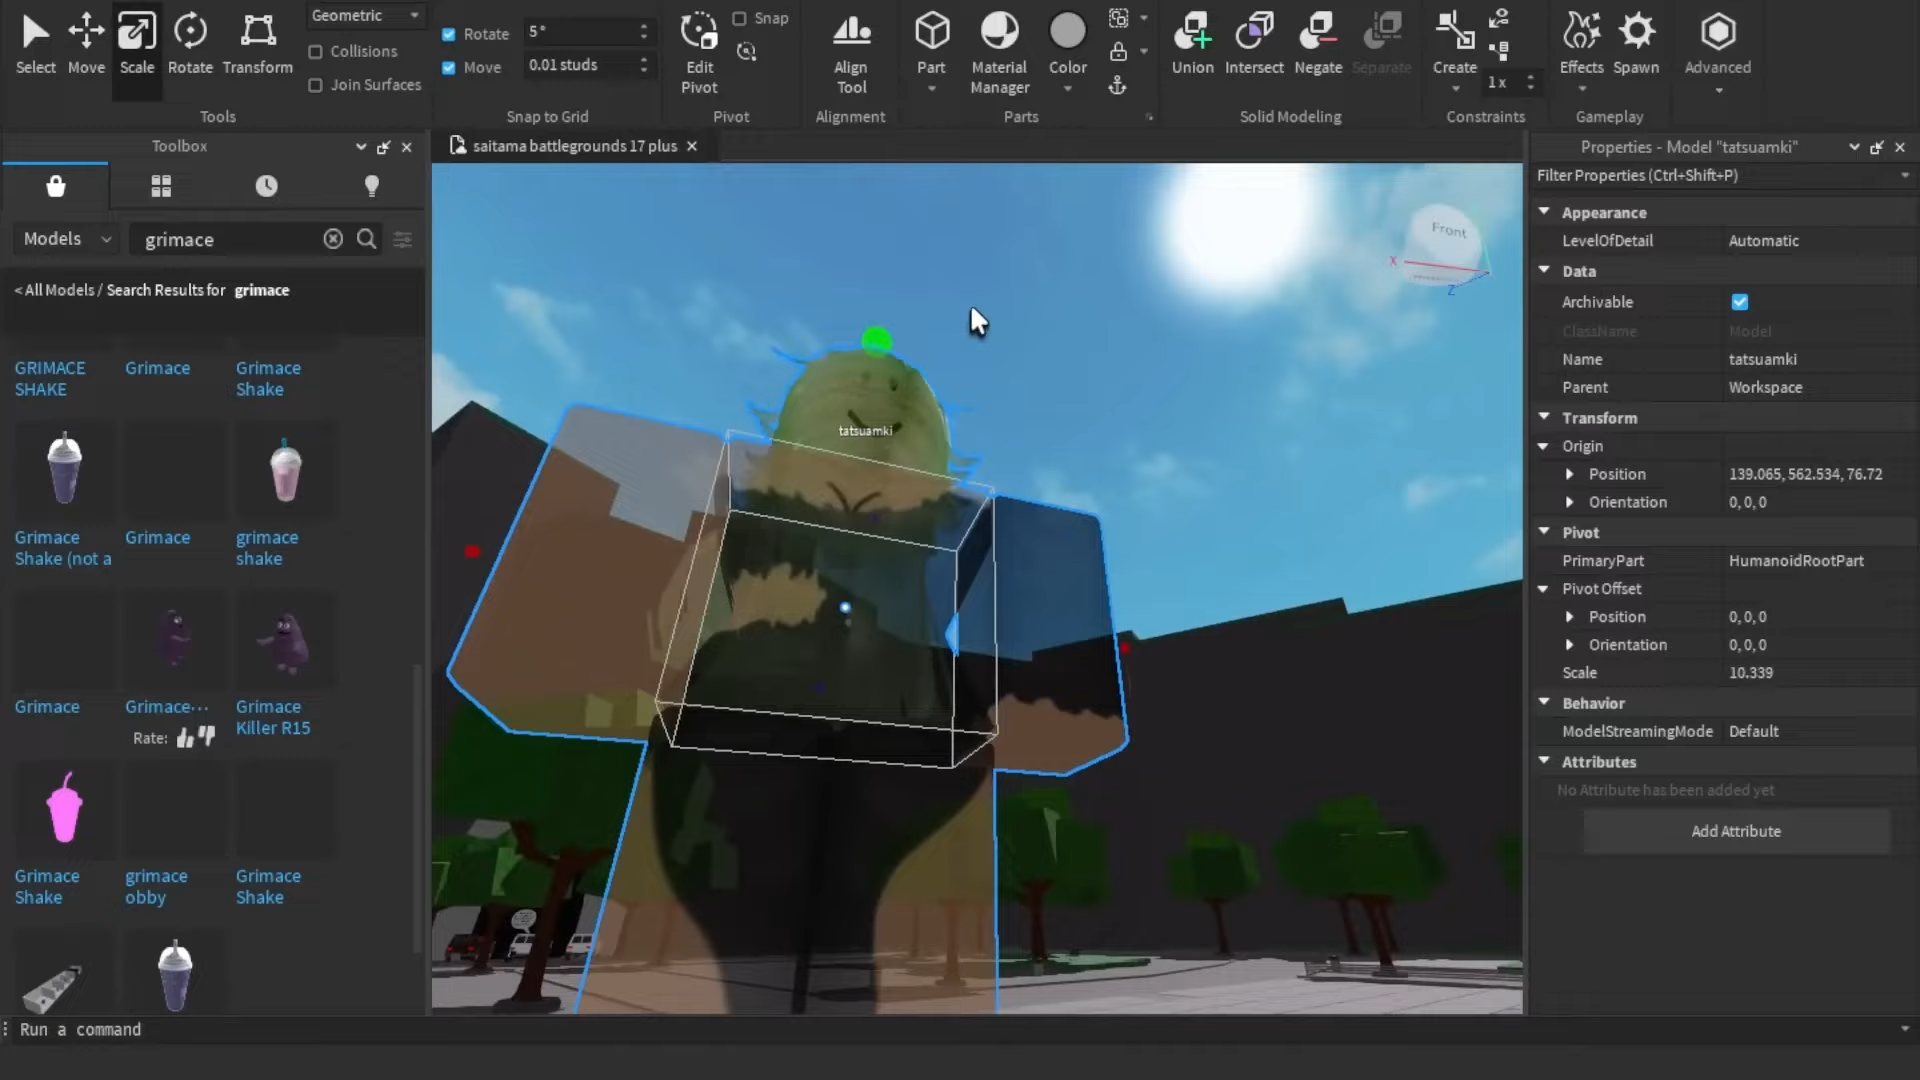 Geometric
Collisions
Join Surfaces
Select
Move
Scale
Rotate
Transform
Tools
Rotate
5°
Move
0.01 studs
Snap to Grid
Edit
Pivot
Snap
Pivot
Align
Tool
Alignment
Part
Material
Manager
Color
Parts
Union
Intersect
Negate
Separate
Solid Modeling
Create
1x
Constraints
Effects
Spawn
Gameplay
Advanced
Toolbox
Models
grimace
<All Models / Search Results for grimace
GRIMACE
SHAKE
Grimace
Grimace
Shake
Grimace
Shake (not a
Grimace
grimace
shake
Grimace
Grimace...
Rate:
Grimace
Killer R15
Grimace
Shake
grimace
obby
Grimace
Shake
saitama battlegrounds 17 plus
Front
X
Z
tatsuamki
Properties - Model "tatsuamki"
Filter Properties (Ctrl+Shift+P)
Appearance
LevelOfDetail Automatic
Data
Archivable
ClassName Model
Name tatsuamki
Parent Workspace
Transform
Origin
Position 139.065, 562.534, 76.72
Orientation 0, 0, 0
Pivot
PrimaryPart HumanoidRootPart
Pivot Offset
Position 0, 0, 0
Orientation 0, 0, 0
Scale 10.339
Behavior
ModelStreamingMode Default
Attributes
No Attribute has been added yet
Add Attribute
Run a command